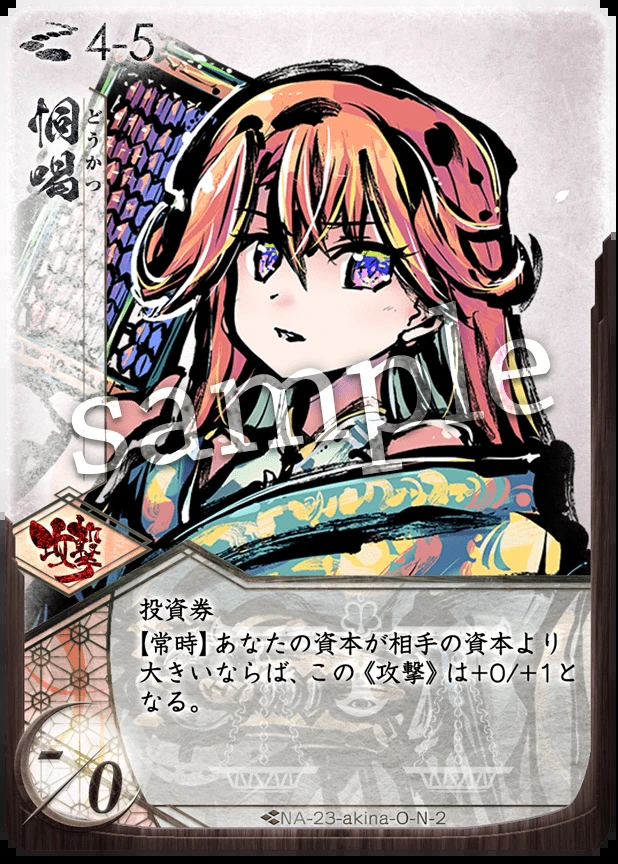 4-5
恫喝
どうかつ
sample
攻撃
投資券
【常時】あなたの資本が相手の資本より
大きいならば、この《攻撃》は+0/+1と
なる。
-/0
NA-23-akina-O-N-2